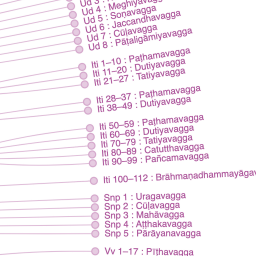 Ud 4 : Meghiyavagga
Ud 5 : Soṇavagga
Ud 6 : Jaccandhavagga
Ud 7 : Cūḷavagga
Ud 8 : Pāṭaligāmiyavagga
Iti 1–10 : Paṭhamavagga
Iti 11–20 : Dutiyavagga
Iti 21–27 : Tatiyavagga
Iti 28–37 : Paṭhamavagga
Iti 38–49 : Dutiyavagga
Iti 50–59 : Paṭhamavagga
Iti 60–69 : Dutiyavagga
Iti 70–79 : Tatiyavagga
Iti 80–89 : Catutthavagga
Iti 90–99 : Pañcamavagga
Iti 100–112 : Brāhmaṇadhammayāgav
Snp 1 : Uragavagga
Snp 2 : Cūḷavagga
Snp 3 : Mahāvagga
Snp 4 : Aṭṭhakavagga
Snp 5 : Pārāyanavagga
Vv 1–17 : Pīṭhavagga